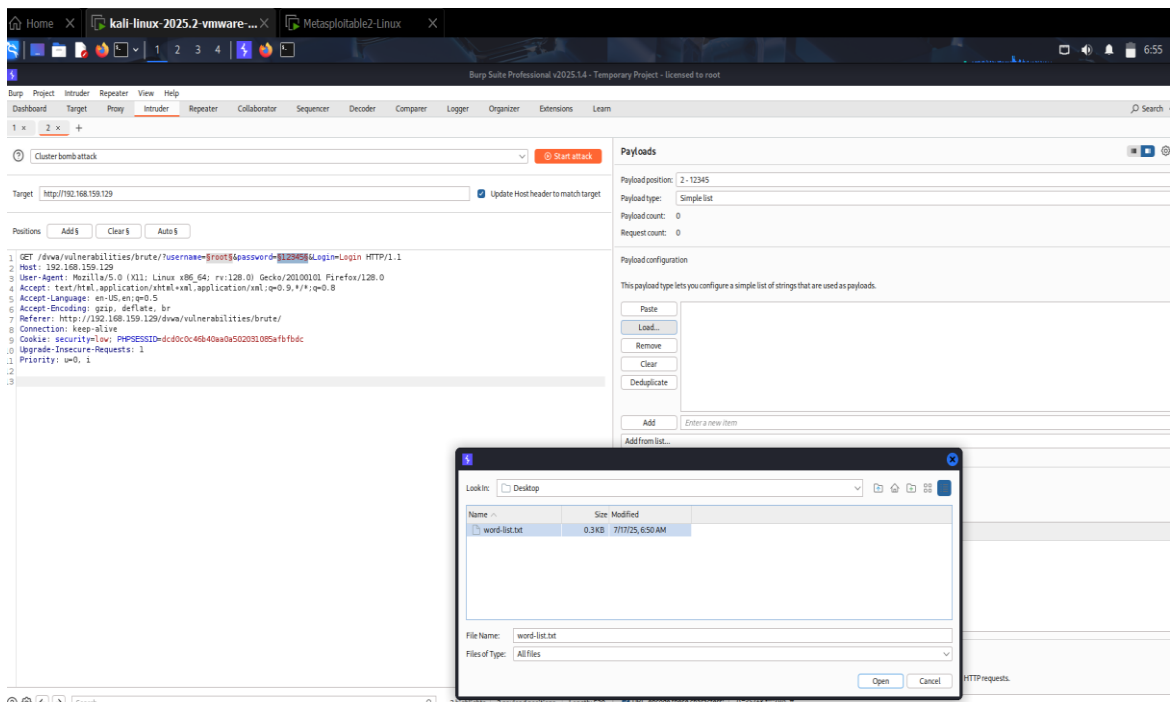 Home × kali-linux-2025.2-vmware-... × Metasploitable2-Linux ×
1 2 3 4 6:55
Burp Suite Professional v2025.1.4 - Temporary Project - licensed to root
Burp Project Intruder Repeater View Help
Dashboard Target Proxy Intruder Repeater Collaborator Sequencer Decoder Comparer Logger Organizer Extensions Learn Search
1 × 2 × +
Cluster bomb attack Start attack
Payloads
Target http://192.168.159.129 Update Host header to match target
Payload position: 2 - 12345
Payload type: Simple list
Payload count: 0
Request count: 0
Positions Add § Clear § Auto §
1 GET /dvwa/vulnerabilities/brute/?username=§root§&password=§12345§&Login=Login HTTP/1.1
2 Host: 192.168.159.129
3 User-Agent: Mozilla/5.0 (X11; Linux x86_64; rv:128.0) Gecko/20100101 Firefox/128.0
4 Accept: text/html,application/xhtml+xml,application/xml;q=0.9,*/*;q=0.8
5 Accept-Language: en-US,en;q=0.5
6 Accept-Encoding: gzip, deflate, br
7 Referer: http://192.168.159.129/dvwa/vulnerabilities/brute/
8 Connection: keep-alive
9 Cookie: security=low; PHPSESSID=dcd0c0c46b40aa0a502031085afbfbdc
.0 Upgrade-Insecure-Requests: 1
.1 Priority: u=0, i
.2
.3
Payload configuration
This payload type lets you configure a simple list of strings that are used as payloads.
Paste
Load...
Remove
Clear
Deduplicate
Add Enter a new item
Add from list...
Look In: Desktop
Name Size Modified
word-list.txt 0.3 KB 7/17/25, 6:50 AM
File Name: word-list.txt
Files of Type: All files
Open Cancel
HTTP requests.
Search